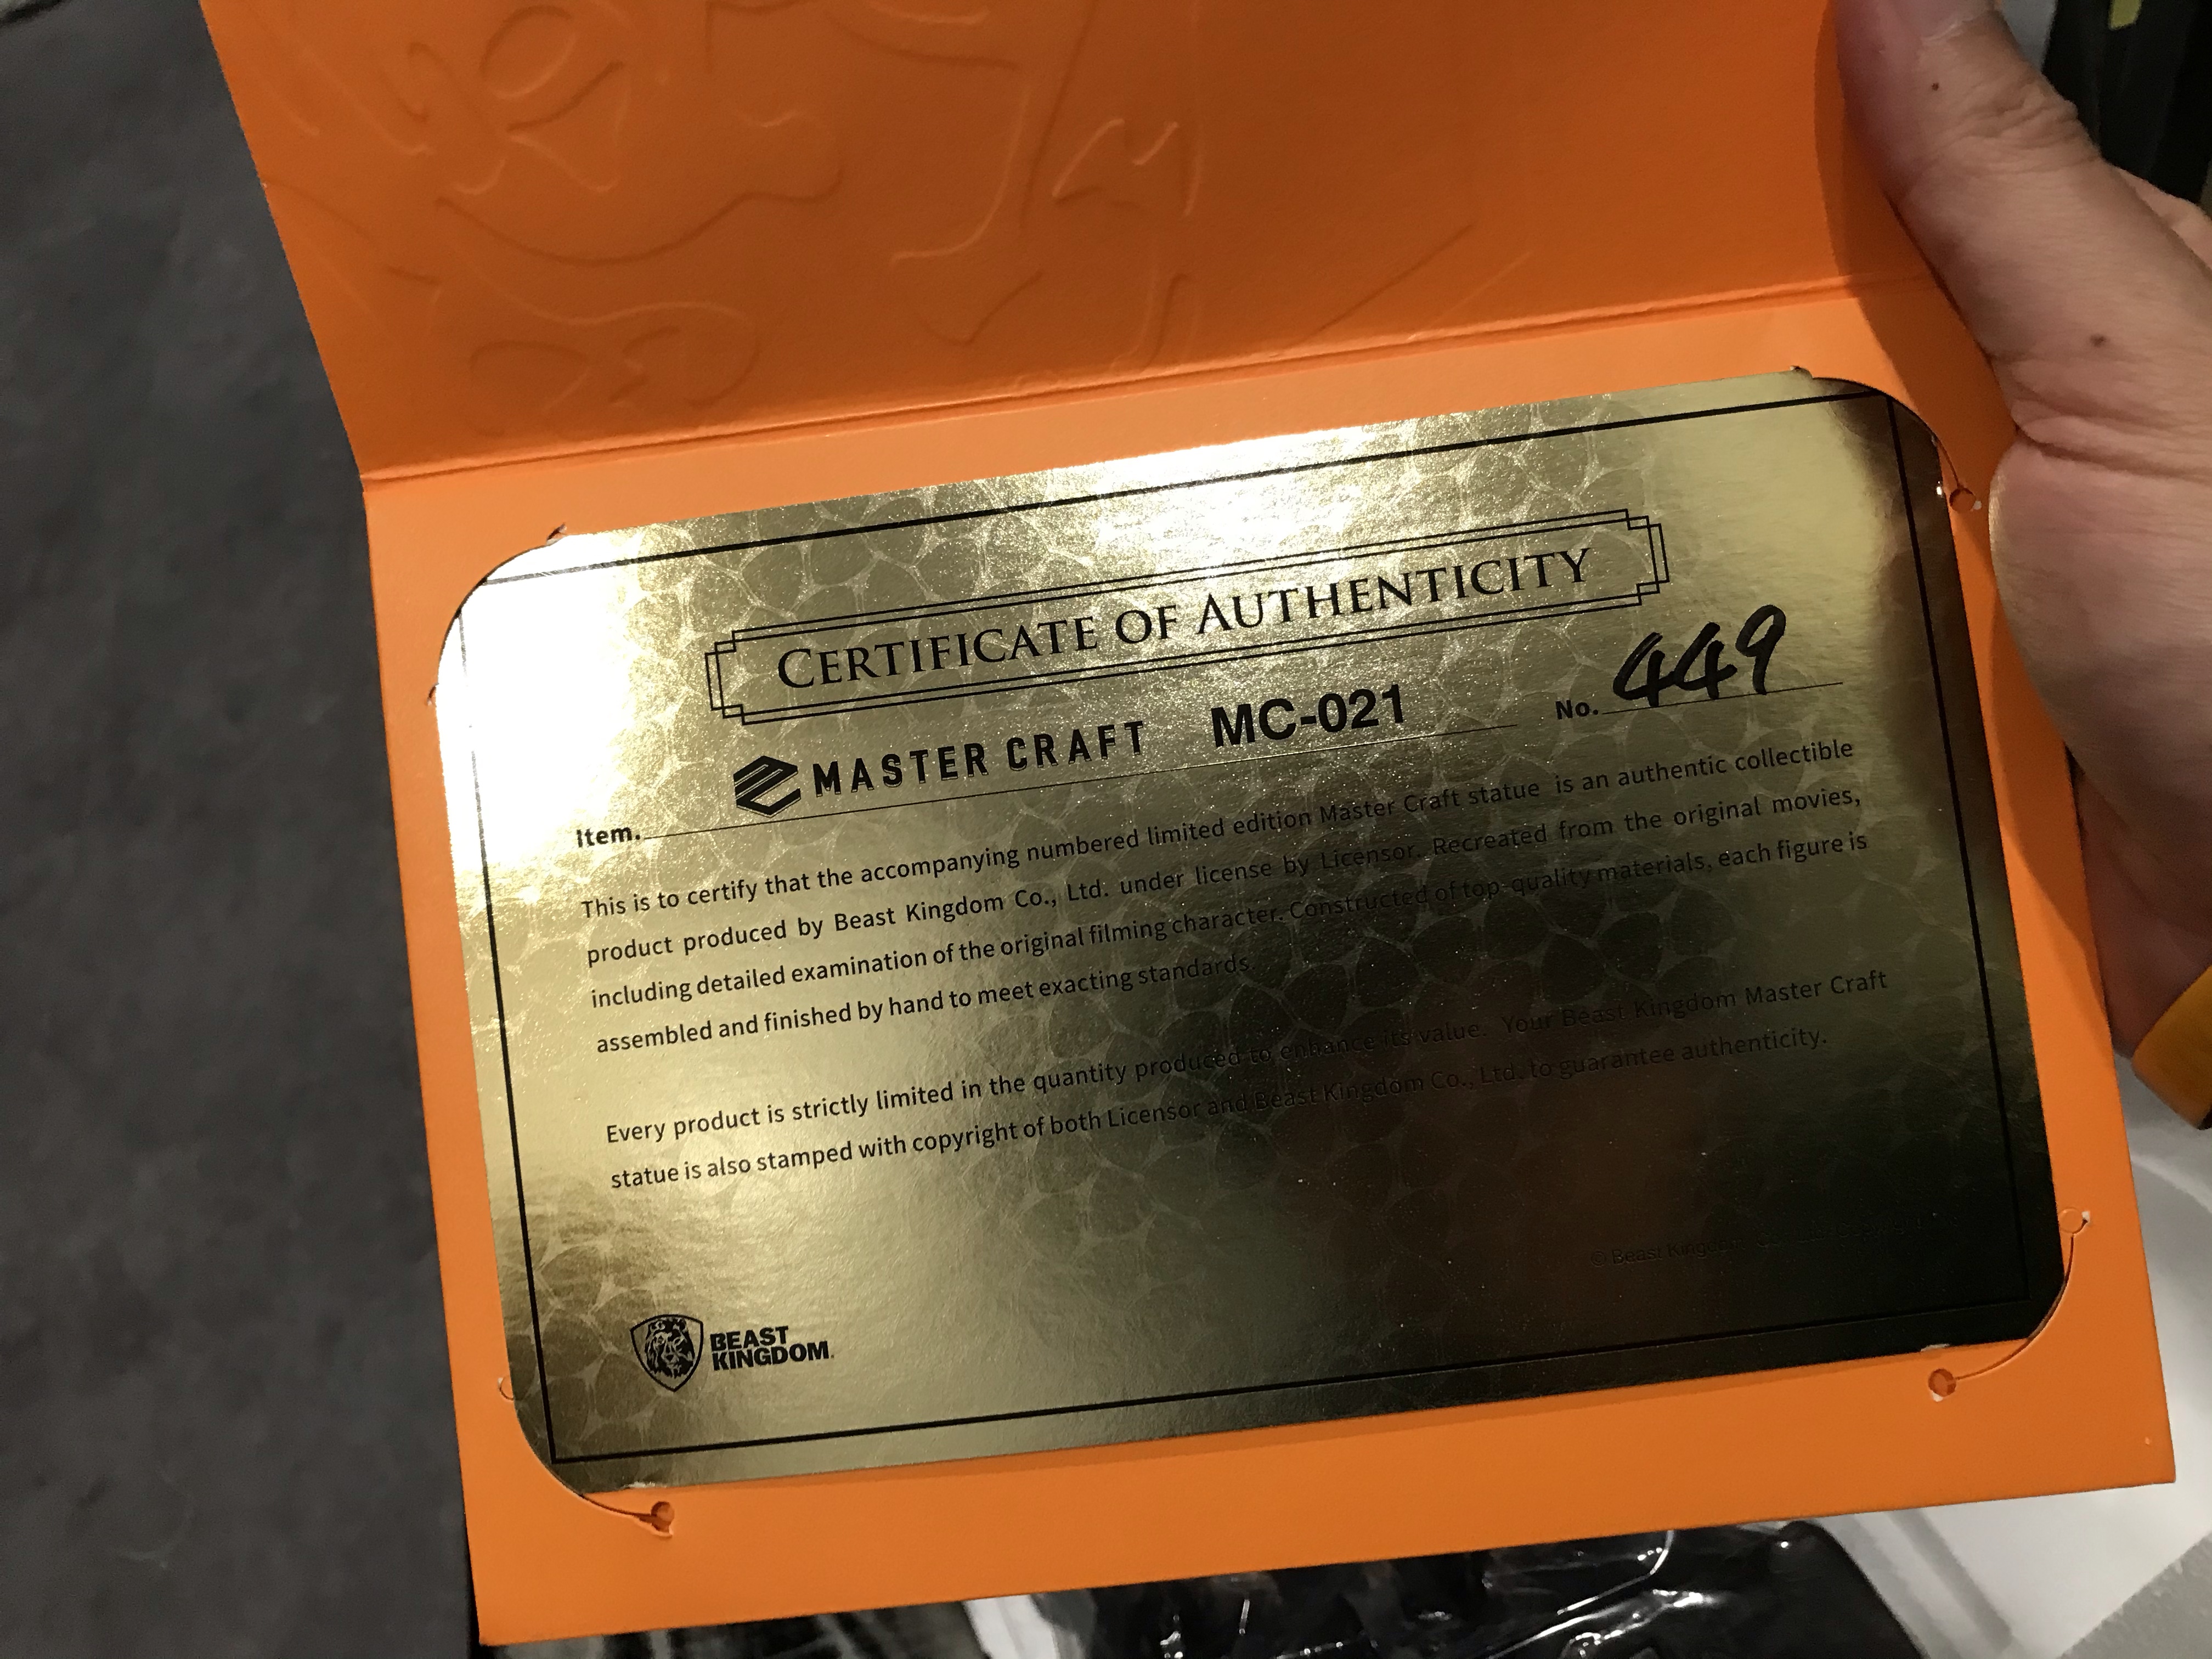 CERTIFICATE OF AUTHENTICITY
Item. MASTER CRAFT MC-021 No. 449
This is to certify that the accompanying numbered limited edition Master Craft statue is an authentic collectible
product produced by Beast Kingdom Co., Ltd. under license by Licensor. Recreated from the original movies,
including detailed examination of the original filming character. Constructed of top-quality materials, each figure is
assembled and finished by hand to meet exacting standards.
Every product is strictly limited in the quantity produced to enhance its value. Your Beast Kingdom Master Craft
statue is also stamped with copyright of both Licensor and Beast Kingdom Co., Ltd. to guarantee authenticity.
© Beast Kingdom
BEAST
KINGDOM